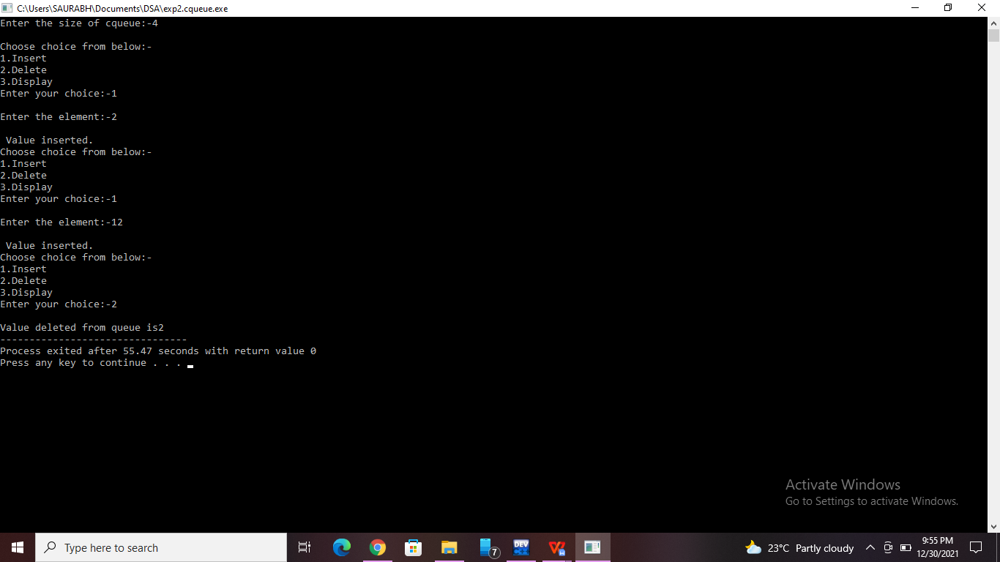 C:\Users\SAURABH\Documents\DSA\exp2.cqueue.exe
Enter the size of cqueue:-4
Choose choice from below:-
1.Insert
2.Delete
3.Display
Enter your choice:-1
Enter the element:-2
Value inserted.
Choose choice from below:-
1.Insert
2.Delete
3.Display
Enter your choice:-1
Enter the element:-12
Value inserted.
Choose choice from below:-
1.Insert
2.Delete
3.Display
Enter your choice:-2
Value deleted from queue is2
--------------------------------
Process exited after 55.47 seconds with return value 0
Press any key to continue . . .
Activate Windows
Go to Settings to activate Windows.
Type here to search
7
DEV
23°C Partly cloudy
9:55 PM
12/30/2021